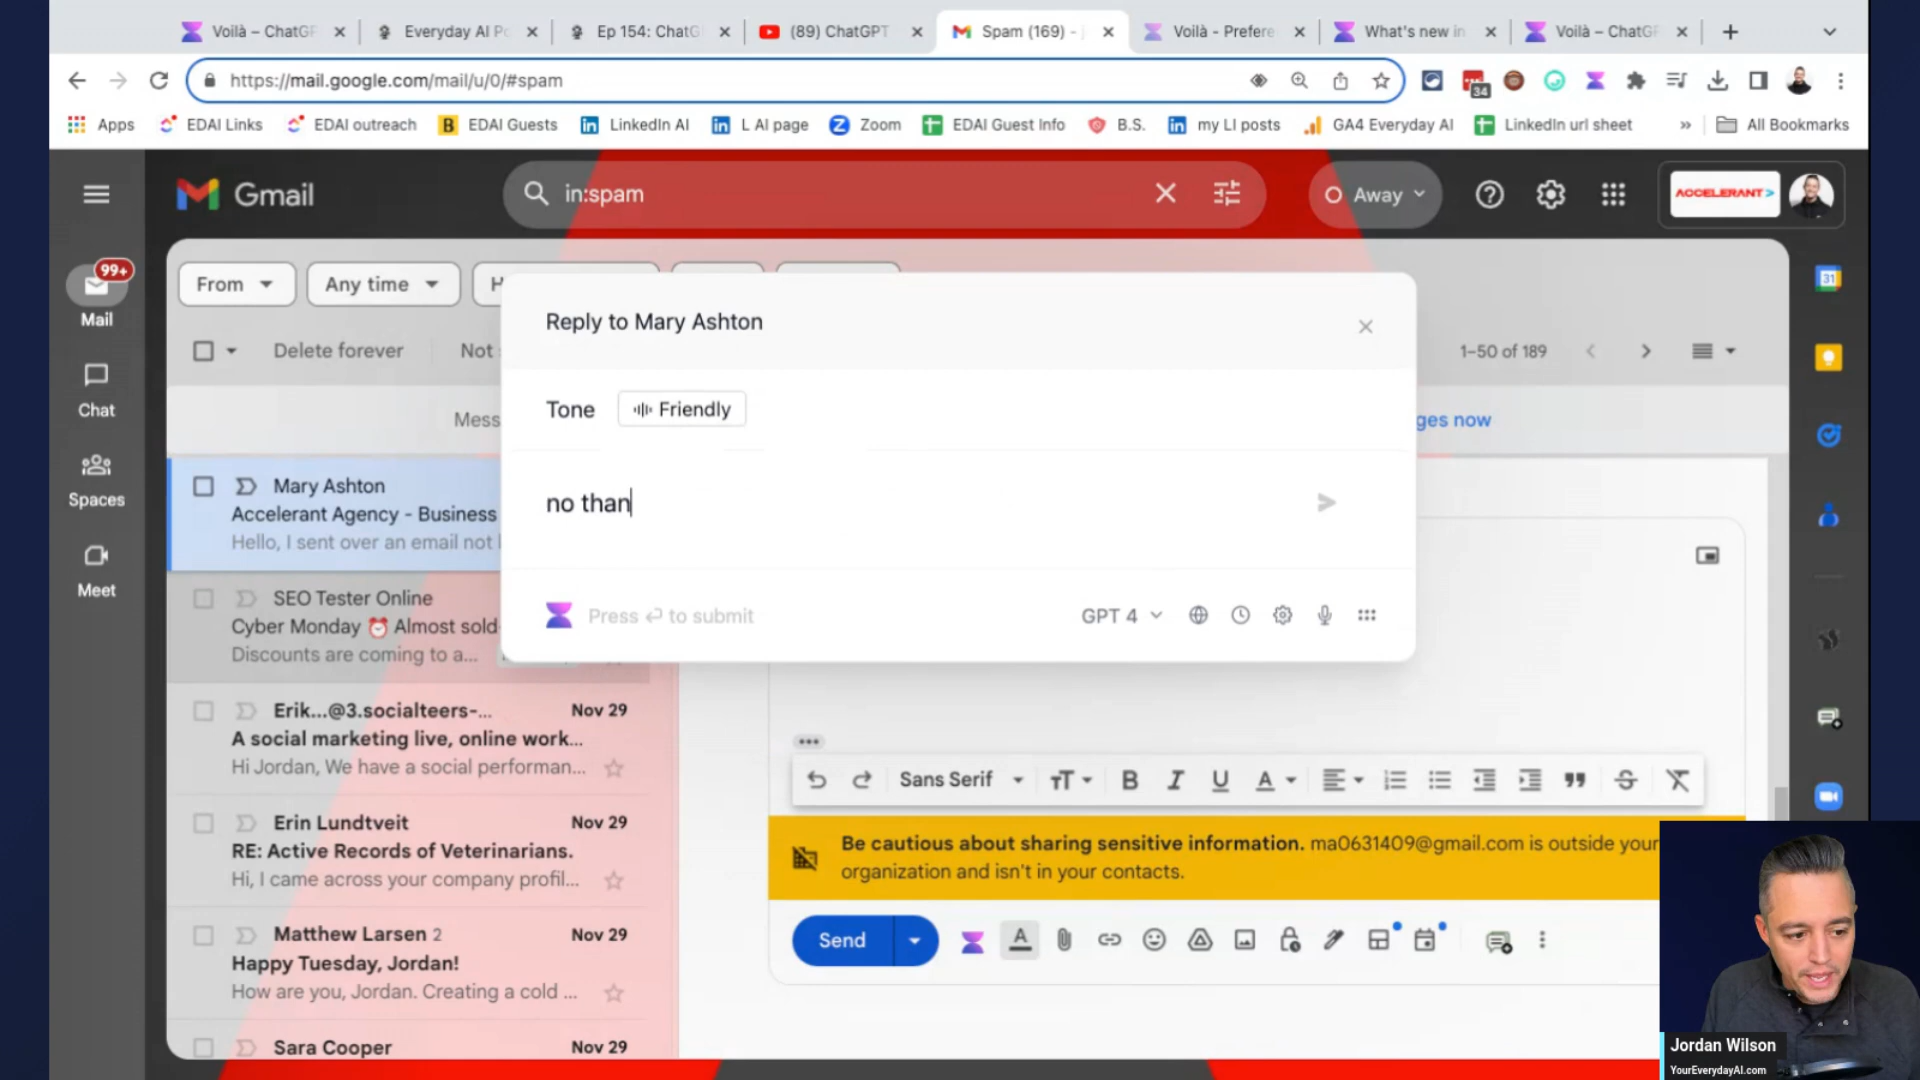 Voilà – ChatGP
Everyday AI Po
Ep 154: ChatG
(89) ChatGPT
Spam (169) -
Voilà - Prefere
What's new in
Voilà – ChatGP
https://mail.google.com/mail/u/0/#spam
34
Apps
EDAI Links
EDAI outreach
EDAI Guests
LinkedIn AI
L AI page
Zoom
EDAI Guest Info
B.S.
my LI posts
GA4 Everyday AI
LinkedIn url sheet
»
All Bookmarks
Gmail
in:spam
Away
ACCELERANT>
99+
Mail
Chat
Spaces
Meet
From
Any time
H
Delete forever
Not
1–50 of 189
Mess
ges now
Reply to Mary Ashton
Tone
Friendly
no than
Press ⏎ to submit
GPT 4
Mary Ashton
Accelerant Agency - Business
Hello, I sent over an email not
SEO Tester Online
Cyber Monday ⏰ Almost sold
Discounts are coming to a...
Erik...@3.socialteers-...
Nov 29
A social marketing live, online work...
Hi Jordan, We have a social performan...
Erin Lundtveit
Nov 29
RE: Active Records of Veterinarians.
Hi, I came across your company profil...
Matthew Larsen 2
Nov 29
Happy Tuesday, Jordan!
How are you, Jordan. Creating a cold ...
Sara Cooper
Nov 29
31
Sans Serif
Be cautious about sharing sensitive information. ma0631409@gmail.com is outside your
organization and isn't in your contacts.
Send
Jordan Wilson
YourEverydayAI.com